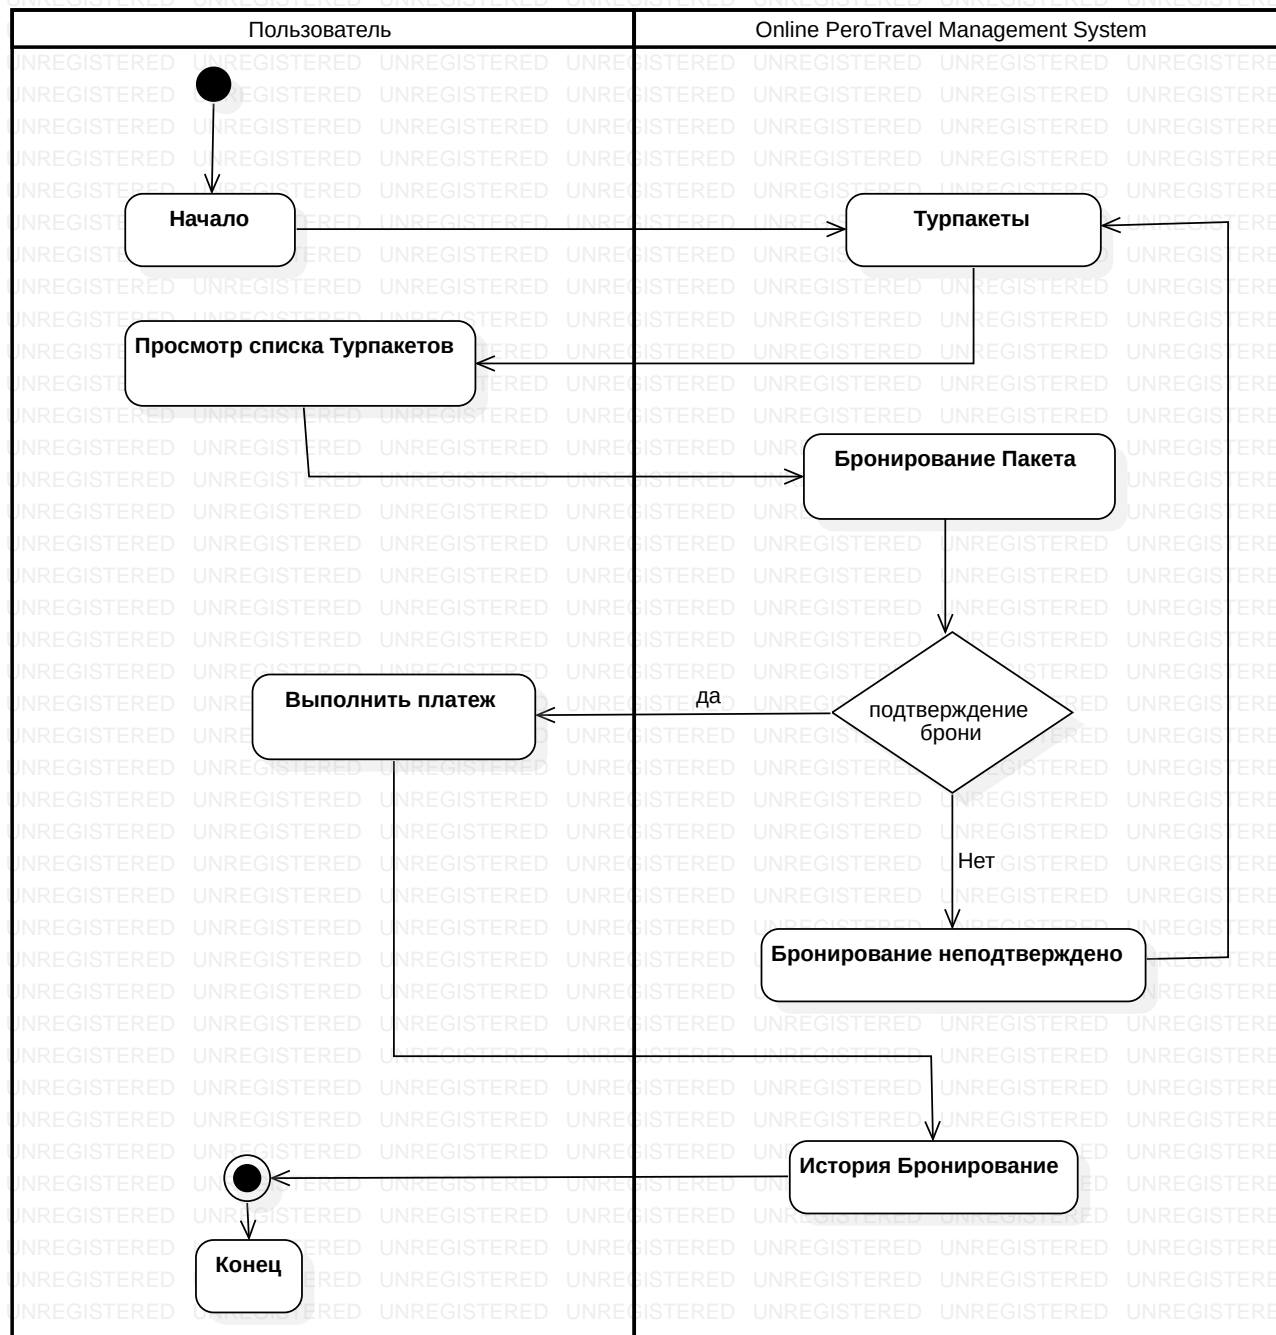 Пользователь
Online PeroTravel Management System
Начало
Турпакеты
Просмотр списка Турпакетов
Бронирование Пакета
Выполнить платеж
да
подтверждение
брони
Нет
Бронирование неподтверждено
История Бронирование
Конец
UNREGISTERED